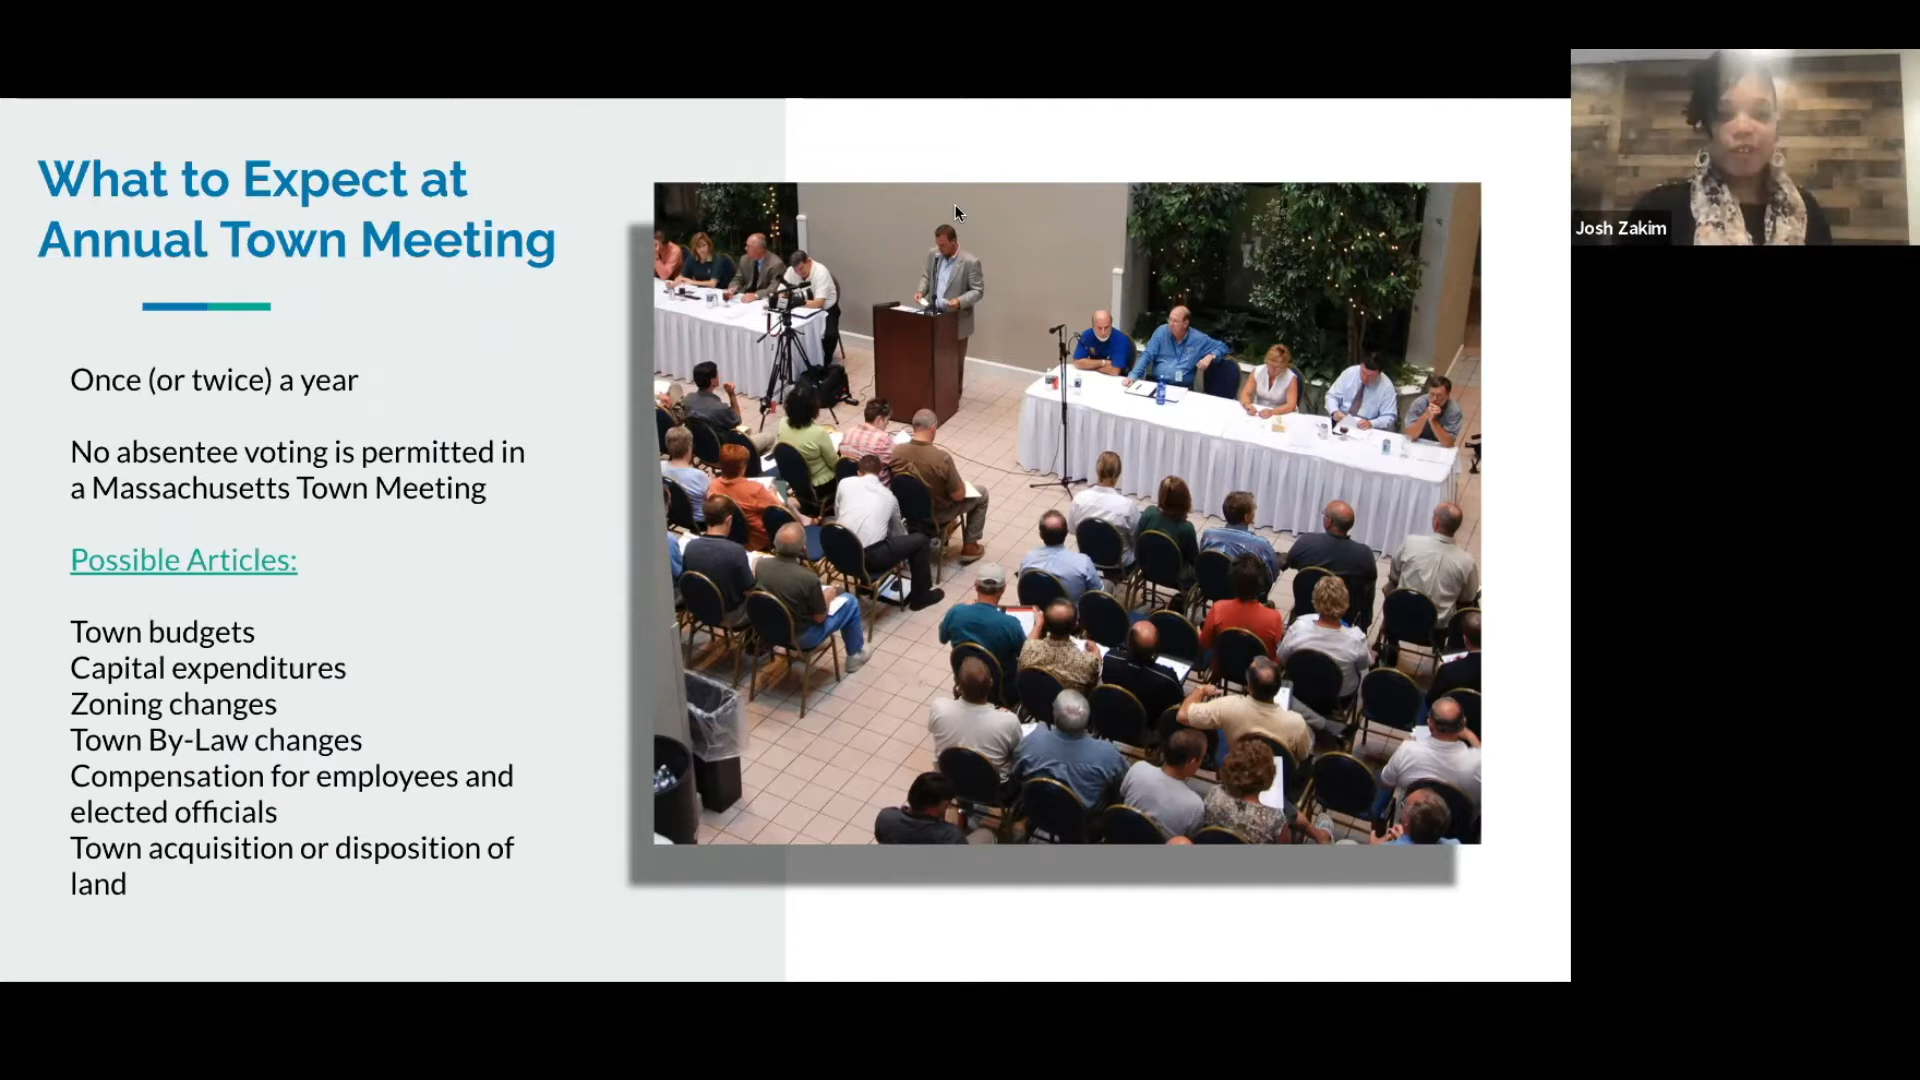 What to Expect at
Annual Town Meeting
Once (or twice) a year
No absentee voting is permitted in
a Massachusetts Town Meeting
Possible Articles:
Town budgets
Capital expenditures
Zoning changes
Town By-Law changes
Compensation for employees and
elected officials
Town acquisition or disposition of
land
Josh Zakim